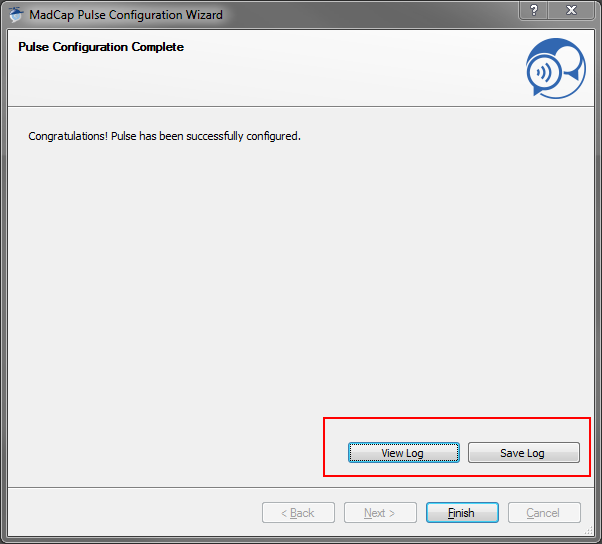 MadCap Pulse Configuration Wizard
Pulse Configuration Complete
Congratulations! Pulse has been successfully configured.
View Log
Save Log
< Back
Next >
Finish
Cancel